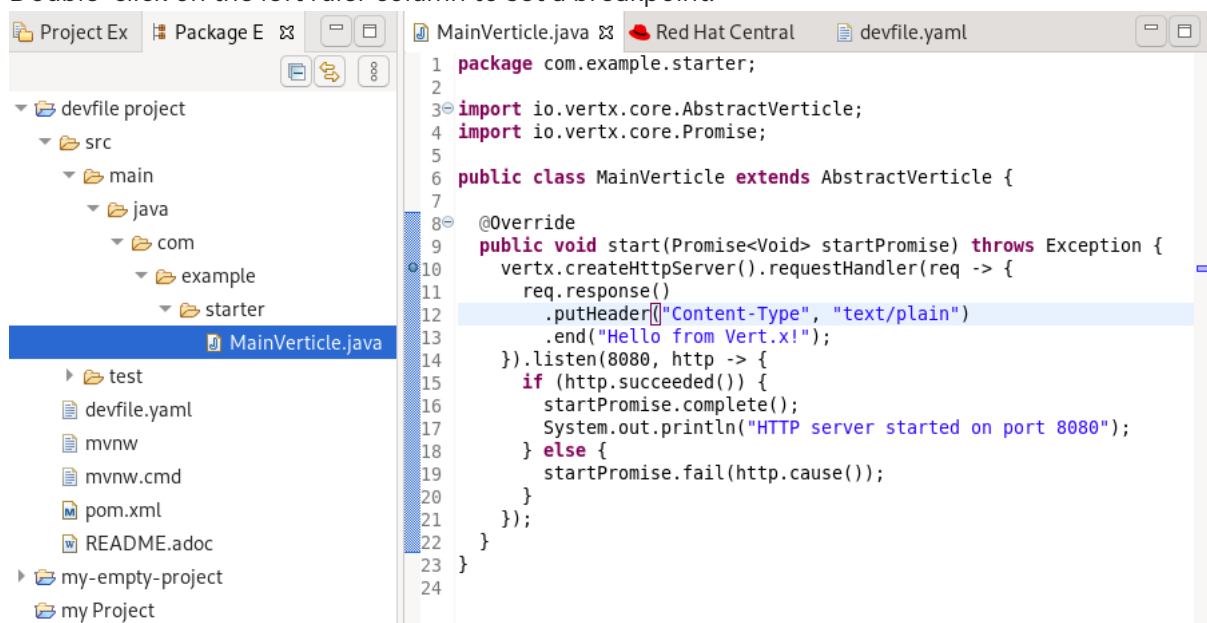 Double-click on the left ruler column to set a breakpoint.
Project Ex Package E
devfile project
src
main
java
com
example
starter
MainVerticle.java
test
devfile.yaml
mvnw
mvnw.cmd
pom.xml
README.adoc
my-empty-project
my Project
MainVerticle.java Red Hat Central devfile.yaml
1 package com.example.starter;
2
3 import io.vertx.core.AbstractVerticle;
4 import io.vertx.core.Promise;
5
6 public class MainVerticle extends AbstractVerticle {
7
8 @Override
9 public void start(Promise<Void> startPromise) throws Exception {
10 vertx.createHttpServer().requestHandler(req -> {
11 req.response()
12 .putHeader("Content-Type", "text/plain")
13 .end("Hello from Vert.x!");
14 }).listen(8080, http -> {
15 if (http.succeeded()) {
16 startPromise.complete();
17 System.out.println("HTTP server started on port 8080");
18 } else {
19 startPromise.fail(http.cause());
20 }
21 });
22 }
23 }
24